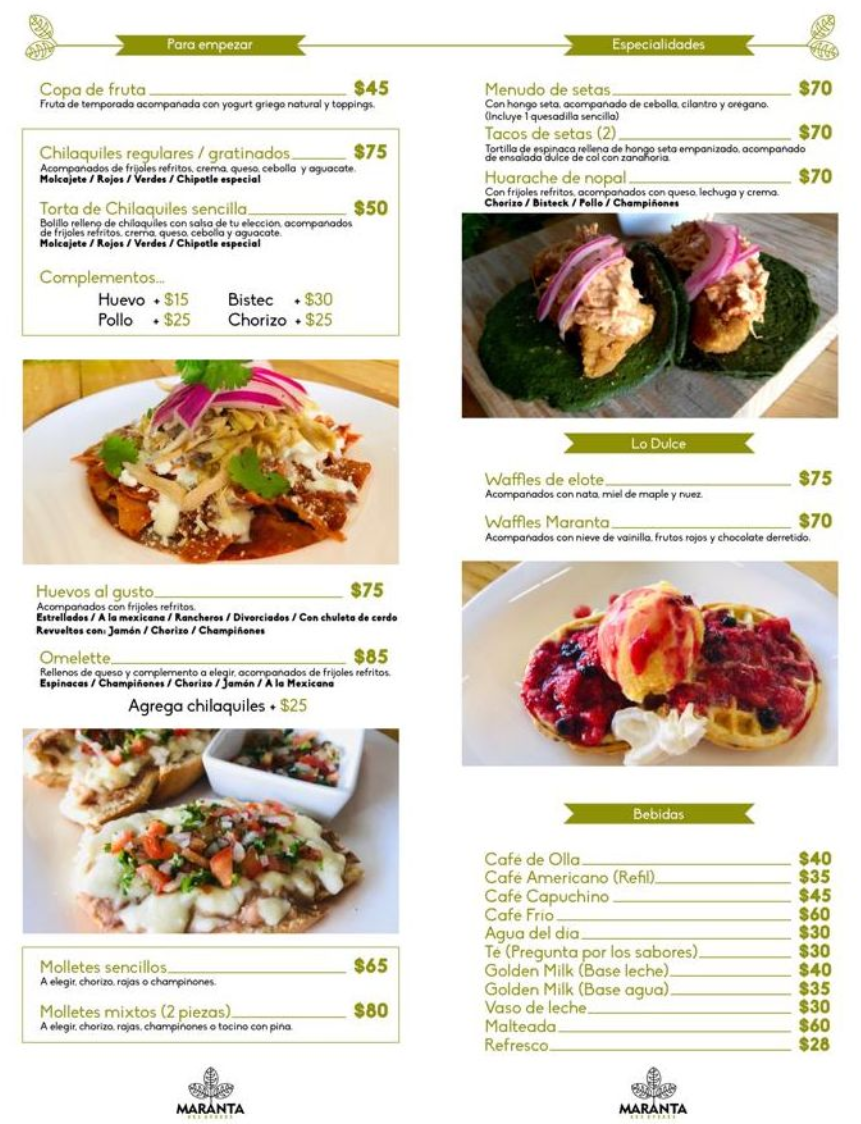 Para empezar
Copa de fruta $45
Fruta de temporada acompañada con yogurt griego natural y toppings.
Chilaquiles regulares / gratinados $75
Acompañados de frijoles refritos, crema, queso, cebolla y aguacate.
Molcajete / Rojos / Verdes / Chipotle especial
Torta de Chilaquiles sencilla $50
Bolillo relleno de chilaquiles con salsa de tu elección, acompañados
de frijoles refritos, crema, queso, cebolla y aguacate.
Molcajete / Rojos / Verdes / Chipotle especial
Complementos...
Huevo + $15 Bistec + $30
Pollo + $25 Chorizo + $25
Huevos al gusto $75
Acompañados con frijoles refritos.
Estrellados / A la mexicana / Rancheros / Divorciados / Con chuleta de cerdo
Revueltos con: Jamón / Chorizo / Champiñones
Omelette $85
Rellenos de queso y complemento a elegir, acompañados de frijoles refritos.
Espinacas / Champiñones / Chorizo / Jamón / A la Mexicana
Agrega chilaquiles + $25
Molletes sencillos $65
A elegir, chorizo, rajas o champiñones.
Molletes mixtos (2 piezas) $80
A elegir, chorizo, rajas, champiñones o tocino con piña.
MARANTA
Especialidades
Menudo de setas $70
Con hongo seta, acompañado de cebolla, cilantro y orégano.
(Incluye 1 quesadilla sencilla)
Tacos de setas (2) $70
Tortilla de espinaca rellena de hongo seta empanizado, acompañado
de ensalada dulce de col con zanahoria.
Huarache de nopal $70
Con frijoles refritos, acompañados con queso, lechuga y crema.
Chorizo / Bisteck / Pollo / Champiñones
Lo Dulce
Waffles de elote $75
Acompañados con nata, miel de maple y nuez.
Waffles Maranta $70
Acompañados con nieve de vainilla, frutos rojos y chocolate derretido.
Bebidas
Café de Olla $40
Café Americano (Refil) $35
Café Capuchino $45
Café Frío $60
Agua del día $30
Té (Pregunta por los sabores) $30
Golden Milk (Base leche) $40
Golden Milk (Base agua) $35
Vaso de leche $30
Malteada $60
Refresco $28
MARANTA